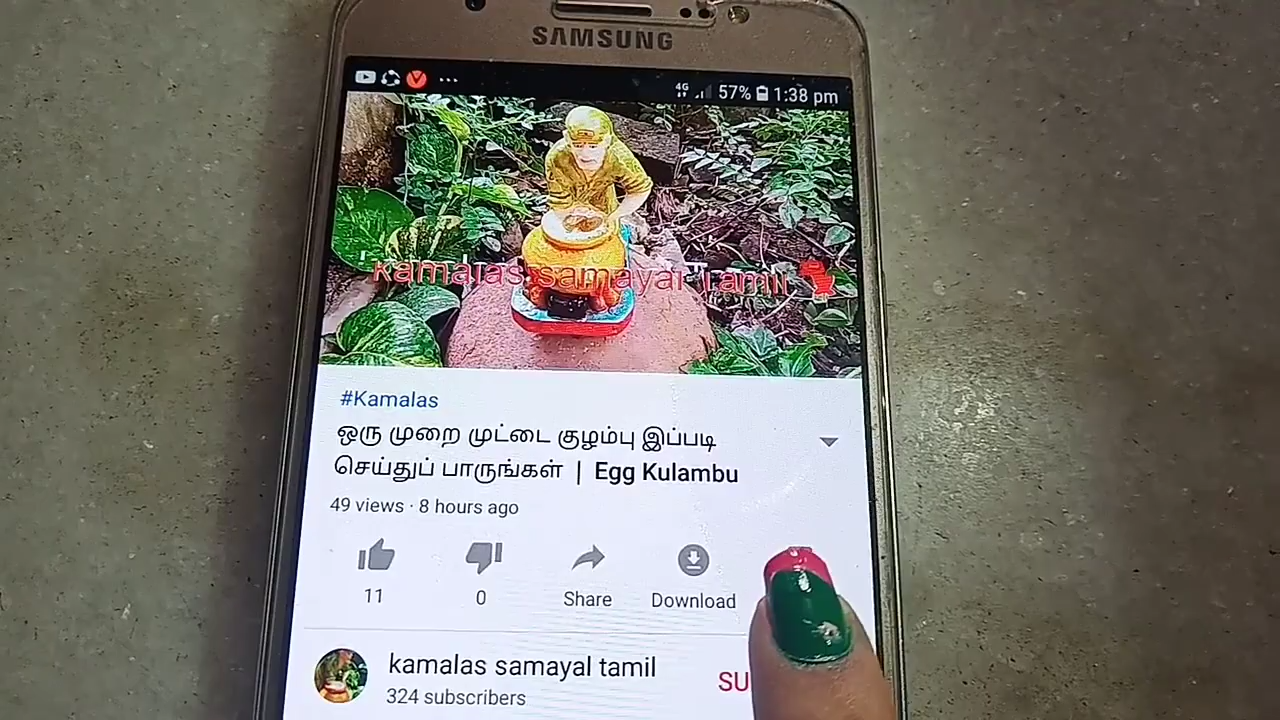 SAMSUNG
4G 57% 1:38 pm
kamalas samayal Tamil
#Kamalas
ஒரு முறை முட்டை குழம்பு இப்படி
செய்துப் பாருங்கள் | Egg Kulambu
49 views · 8 hours ago
11 0 Share Download
kamalas samayal tamil
SU
324 subscribers